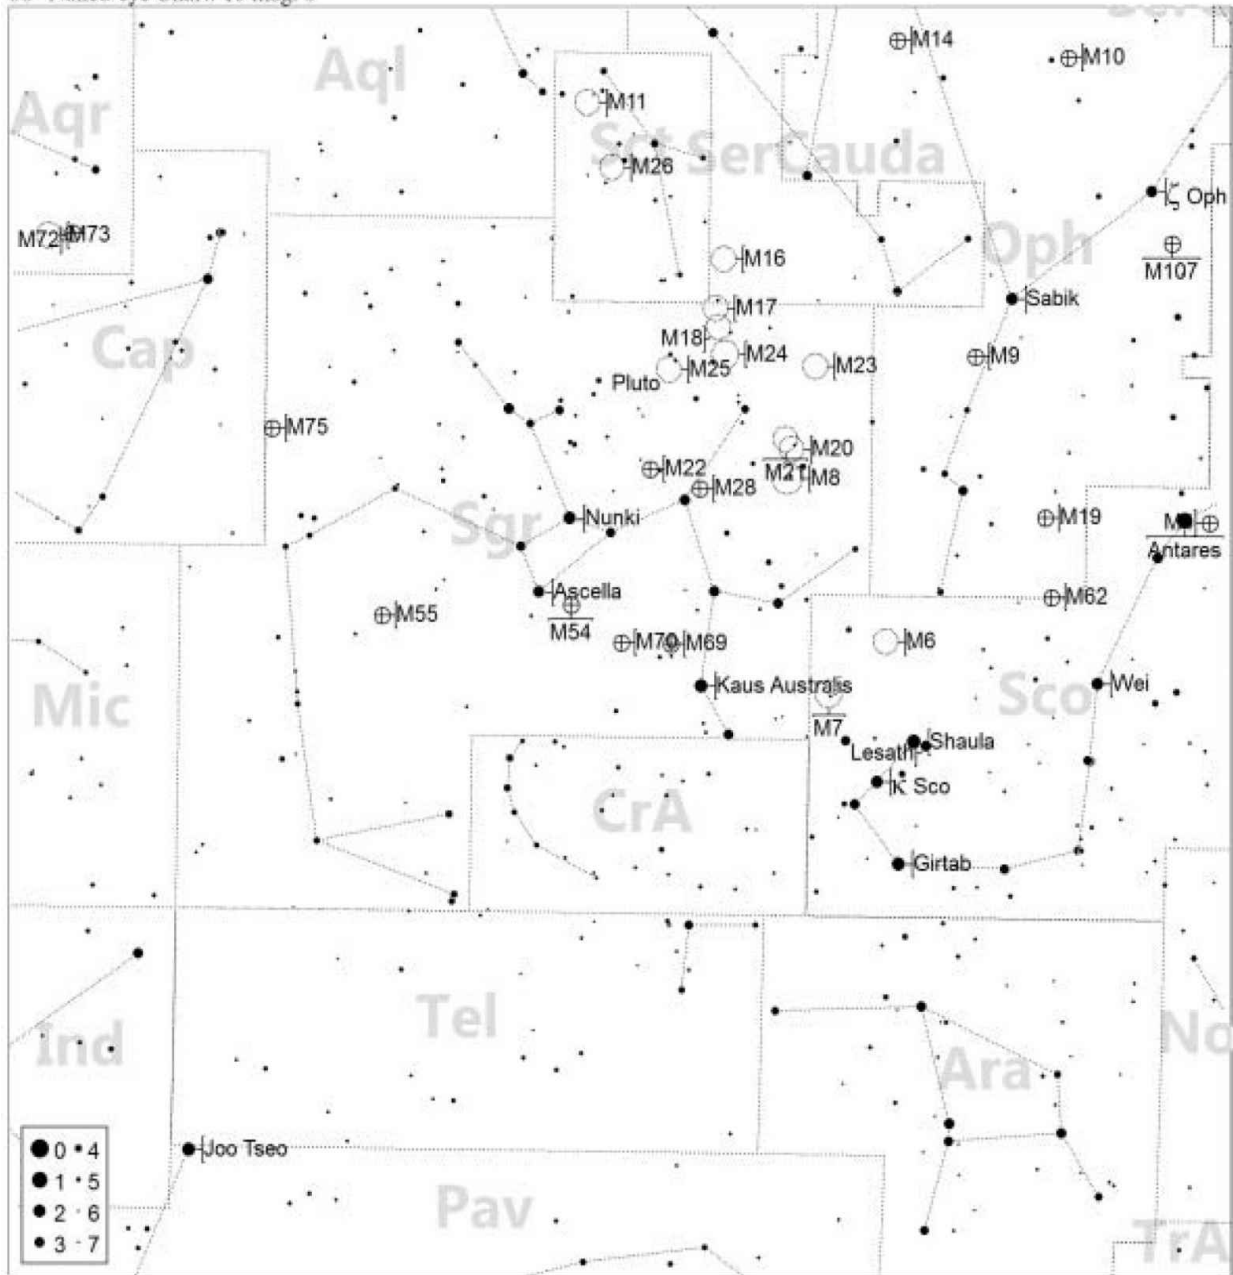 M14
M10
Aql
Aqr
M11
Sct
SerCauda
M26
ζ Oph
M72
M73
Oph
M16
M107
Sabik
M17
M18
Cap
M24
M9
M25
M23
Pluto
M75
M20
M22
M21
M8
M28
Sgr
Nunki
M19
Antares
Ascella
M62
M55
M54
M70
M69
M6
Kaus Australis
Wei
Mic
Sco
M7
Shaula
Lesath
κ Sco
CrA
Girtab
Tel
Ind
Ara
Joo Tseo
Pav
TrA
0 4
1 5
2 6
3 7